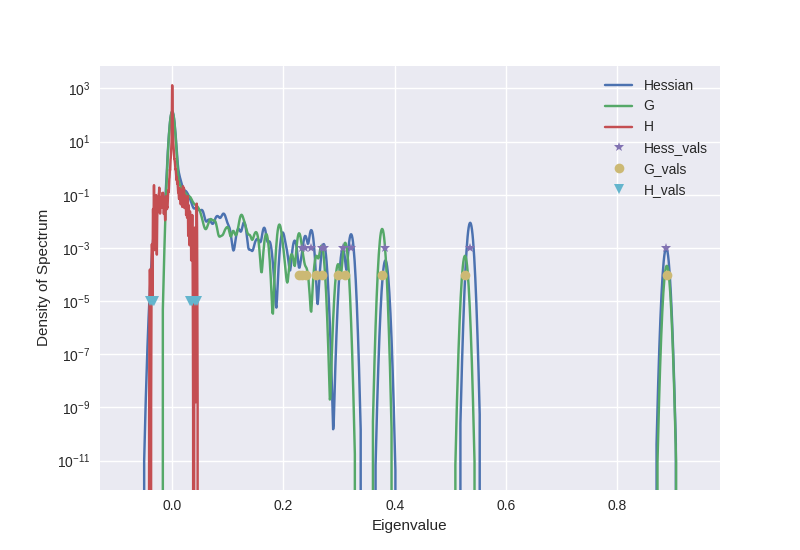 10^3
10^1
10^-1
10^-3
10^-5
10^-7
10^-9
10^-11
Density of Spectrum
Hessian
G
H
Hess_vals
G_vals
H_vals
0.0 0.2 0.4 0.6 0.8
Eigenvalue